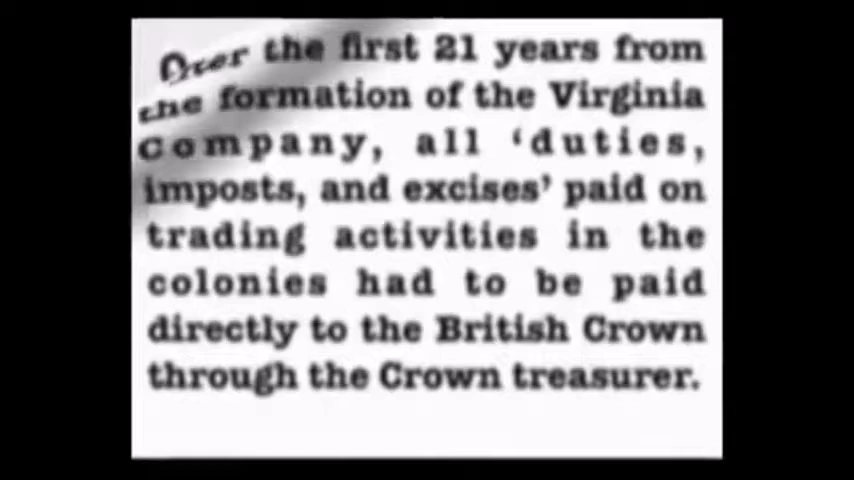 Over the first 21 years from
the formation of the Virginia
Company, all ‘duties,
imposts, and excises’ paid on
trading activities in the
colonies had to be paid
directly to the British Crown
through the Crown treasurer.